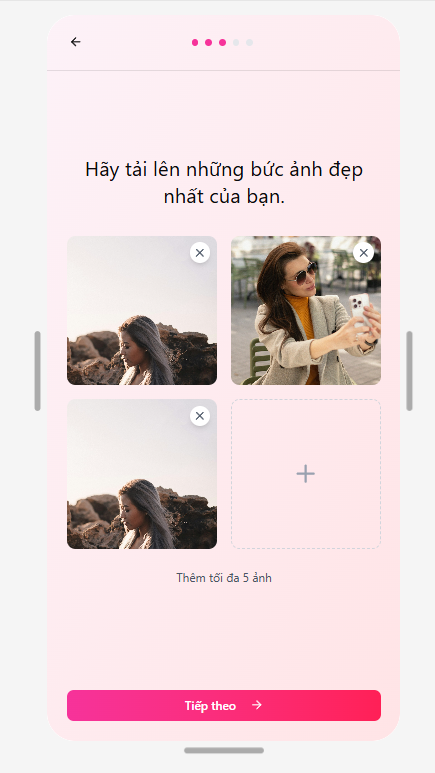 Hãy tải lên những bức ảnh đẹp
nhất của bạn.
Thêm tối đa 5 ảnh
Tiếp theo